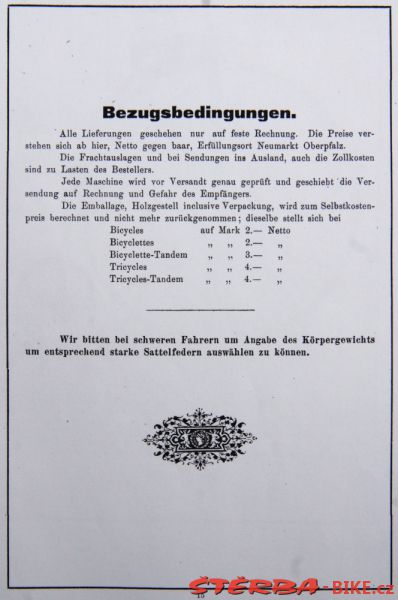 Bezugsbedingungen.
Alle Lieferungen geschehen nur auf feste Rechnung. Die Preise ver-
stehen sich ab hier, Netto gegen baar, Erfüllungsort Neumarkt Oberpfalz.
Die Frachtauslagen und bei Sendungen ins Ausland, auch die Zollkosten
sind zu Lasten des Bestellers.
Jede Maschine wird vor Versandt genau geprüft und geschieht die Ver-
sendung auf Rechnung und Gefahr des Empfängers.
Die Emballage, Holzgestell inclusive Verpackung, wird zum Selbstkosten-
preis berechnet und nicht mehr zurückgenommen; dieselbe stellt sich bei
Bicycles auf Mark 2.— Netto
Bicyclettes „ „ 2.— „
Bicyclette-Tandem „ „ 3.— „
Tricycles „ „ 4.— „
Tricycles-Tandem „ „ 4.— „
Wir bitten bei schweren Fahrern um Angabe des Körpergewichts
um entsprechend starke Sattelfedern auswählen zu können.
15
ŠTĚRBA-BIKE.cz